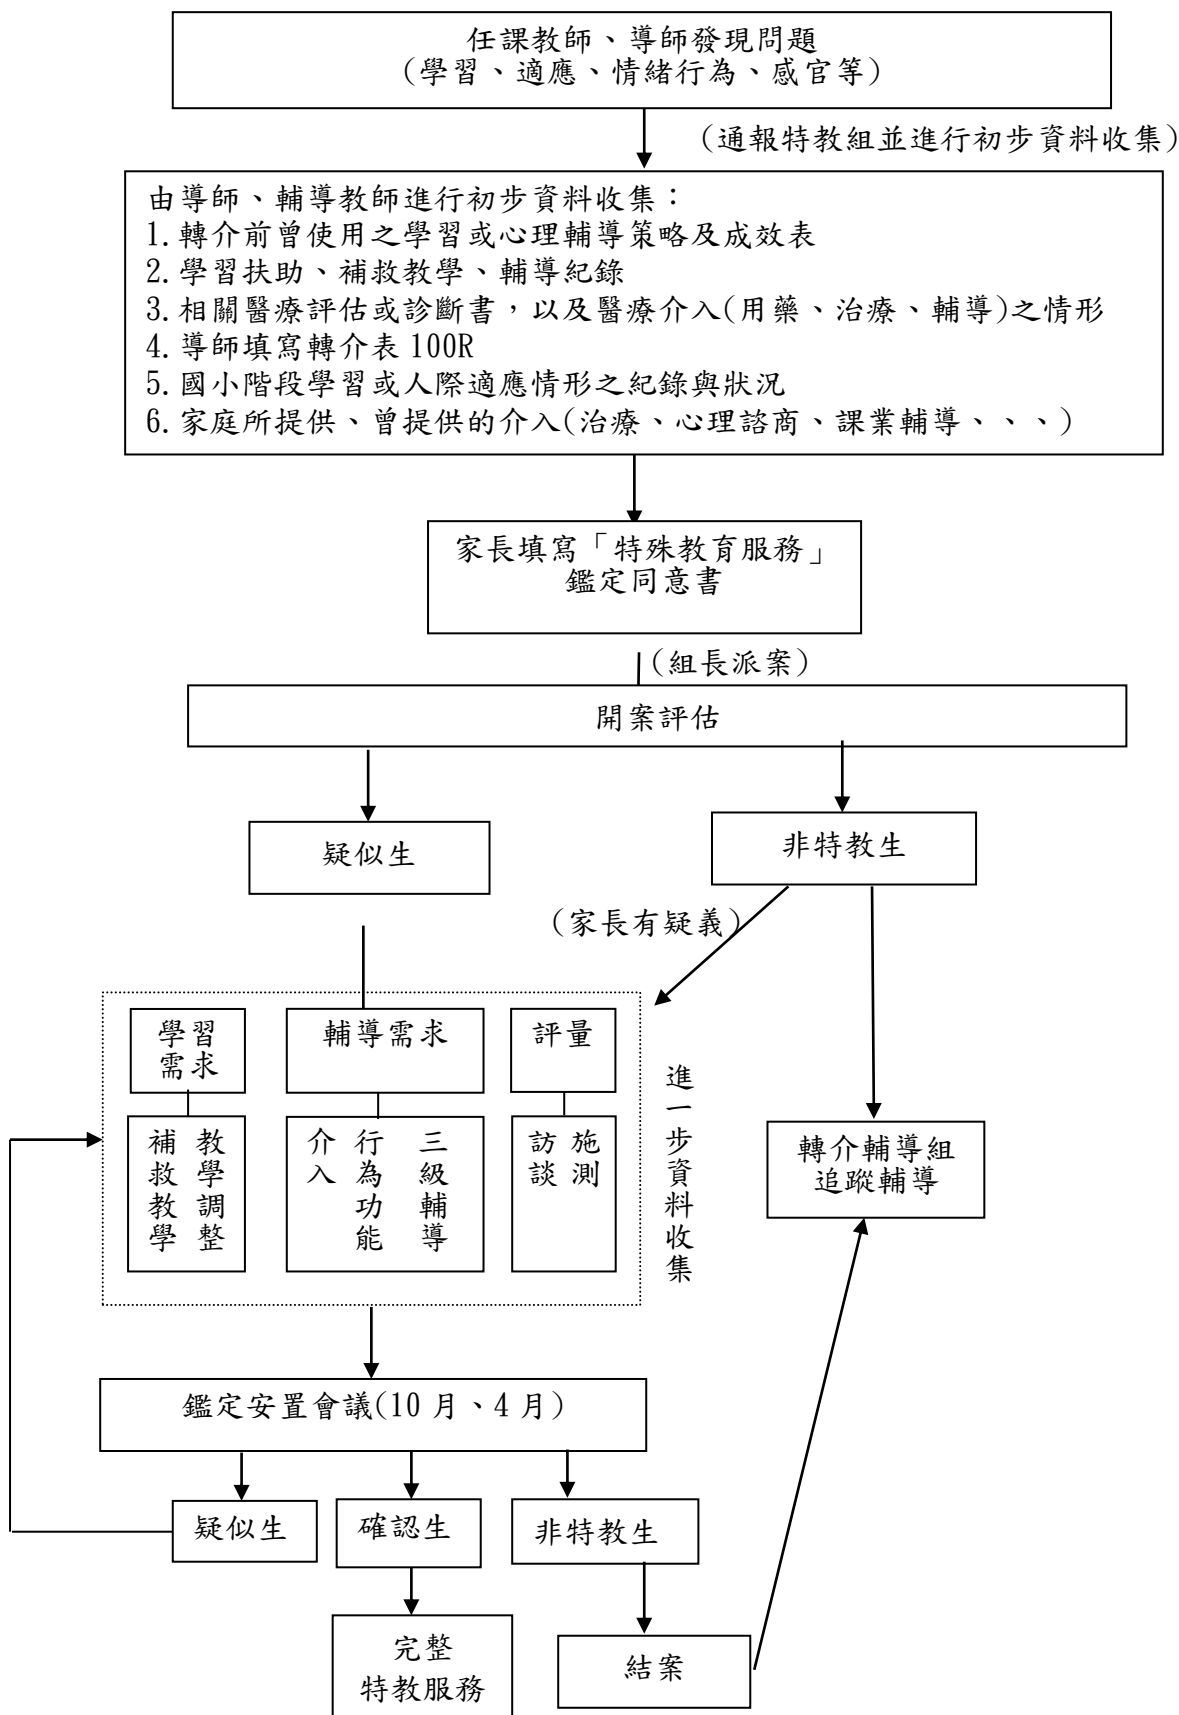 任課教師、導師發現問題
(學習、適應、情緒行為、感官等)
(通報特教組並進行初步資料收集)
由導師、輔導教師進行初步資料收集：
1.轉介前曾使用之學習或心理輔導策略及成效表
2.學習扶助、補救教學、輔導紀錄
3.相關醫療評估或診斷書，以及醫療介入(用藥、治療、輔導)之情形
4.導師填寫轉介表 100R
5.國小階段學習或人際適應情形之紀錄與狀況
6.家庭所提供、曾提供的介入(治療、心理諮商、課業輔導、、、)
家長填寫「特殊教育服務」
鑑定同意書
(組長派案)
開案評估
疑似生
非特教生
(家長有疑義)
學習
需求
輔導需求
評量
教學調整
補救教學
三級輔導
行為功能
介入
施測
訪談
進一步資料收集
轉介輔導組
追蹤輔導
鑑定安置會議(10 月、4 月)
疑似生
確認生
非特教生
完整
特教服務
結案